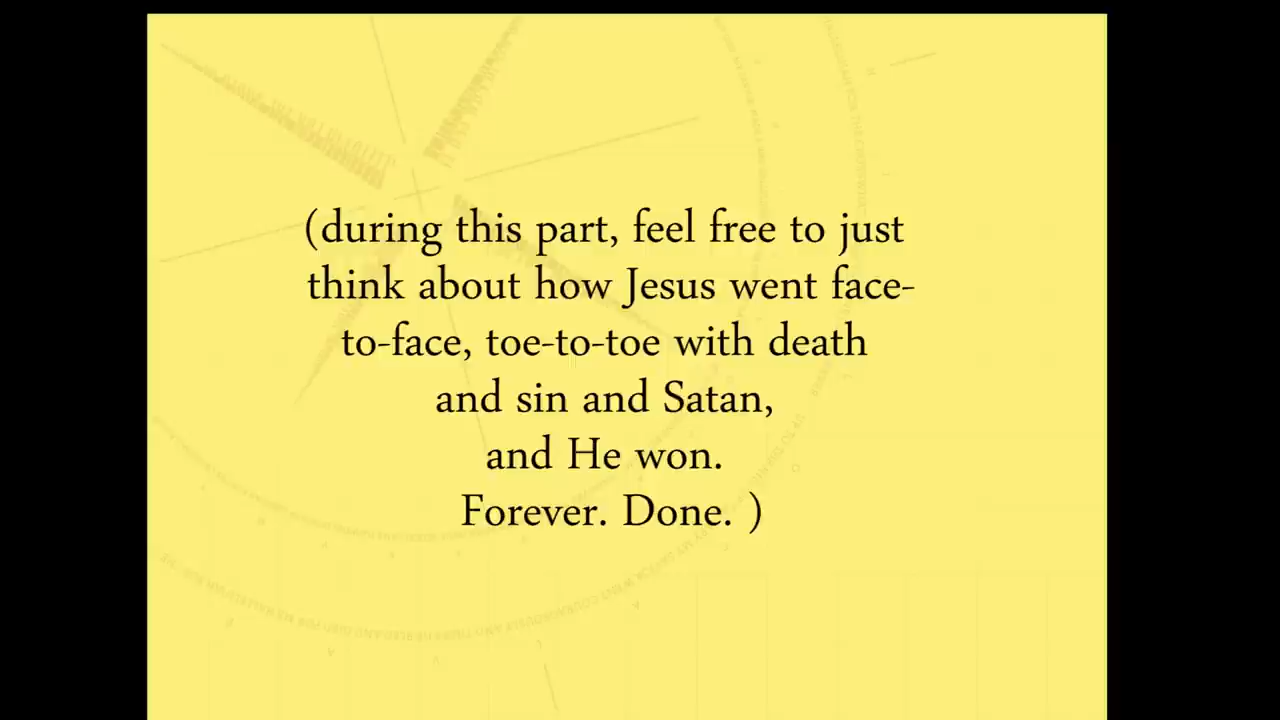 (during this part, feel free to just
think about how Jesus went face-
to-face, toe-to-toe with death
and sin and Satan,
and He won.
Forever. Done. )